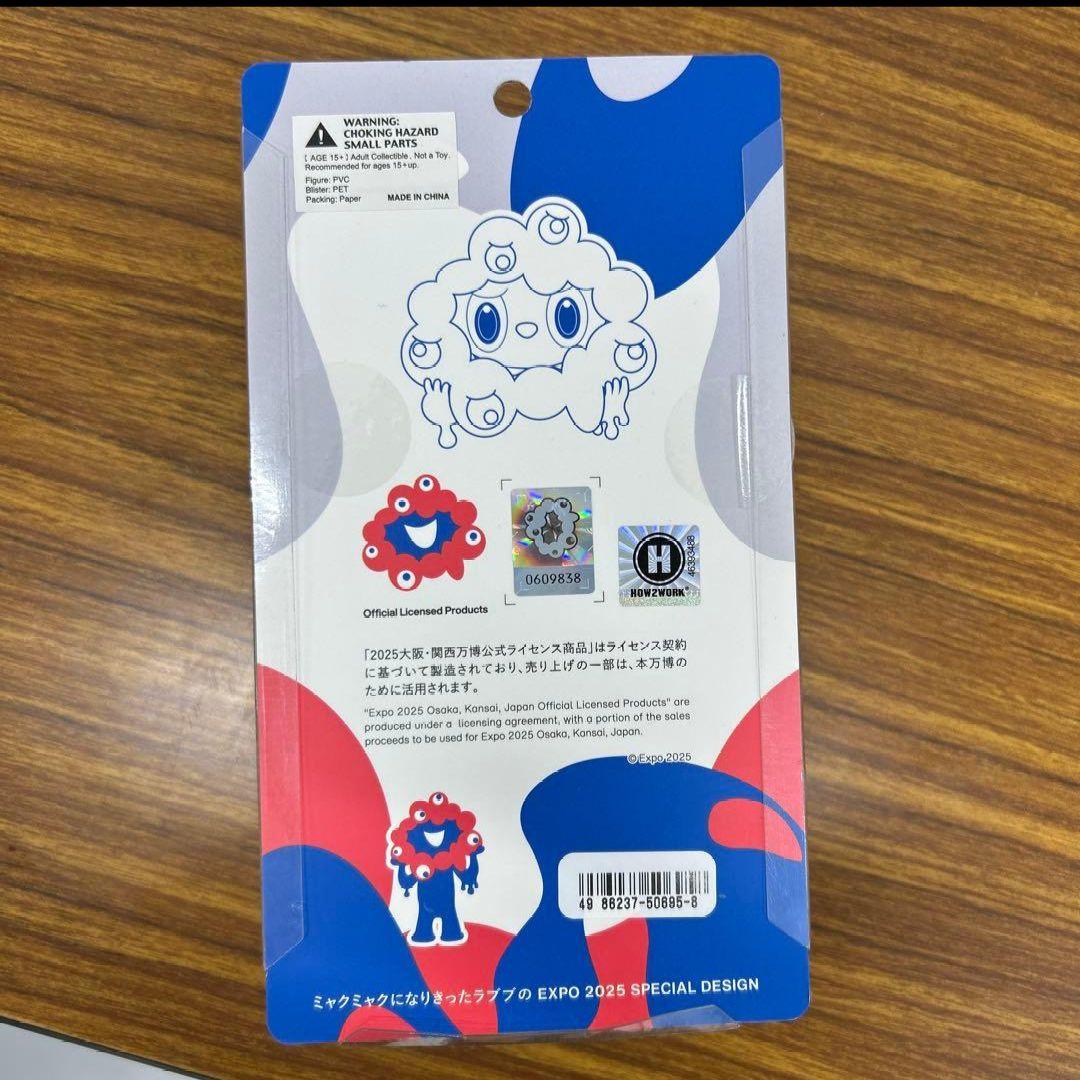 WARNING:
CHOKING HAZARD
SMALL PARTS
[ AGE 15+ ] Adult Collectible . Not a Toy.
Recommended for ages 15+up.
Figure: PVC
Blister: PET
Packing: Paper
MADE IN CHINA
Official Licensed Products
0609838
H
HOW2WORK®
46393488
「2025大阪・関西万博公式ライセンス商品」はライセンス契約
に基づいて製造されており、売り上げの一部は、本万博の
ために活用されます。
"Expo 2025 Osaka, Kansai, Japan Official Licensed Products" are
produced under a licensing agreement, with a portion of the sales
proceeds to be used for Expo 2025 Osaka, Kansai, Japan.
©Expo 2025
49 86237-50695-8
ミャクミャクになりきったラブブの EXPO 2025 SPECIAL DESIGN